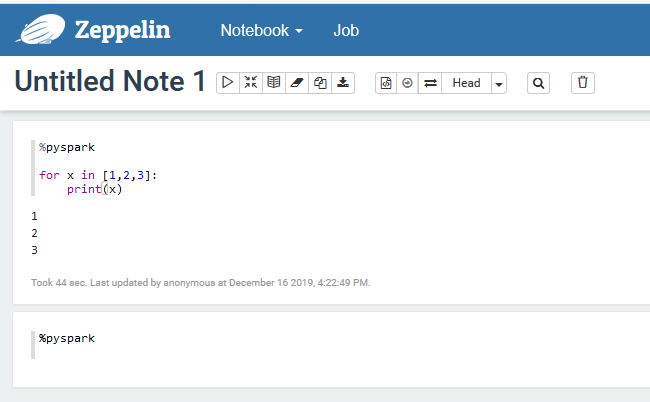 Zeppelin Notebook Job
Untitled Note 1 Head
%pyspark
for x in [1,2,3]:
    print(x)
1
2
3
Took 44 sec. Last updated by anonymous at December 16 2019, 4:22:49 PM.
%pyspark